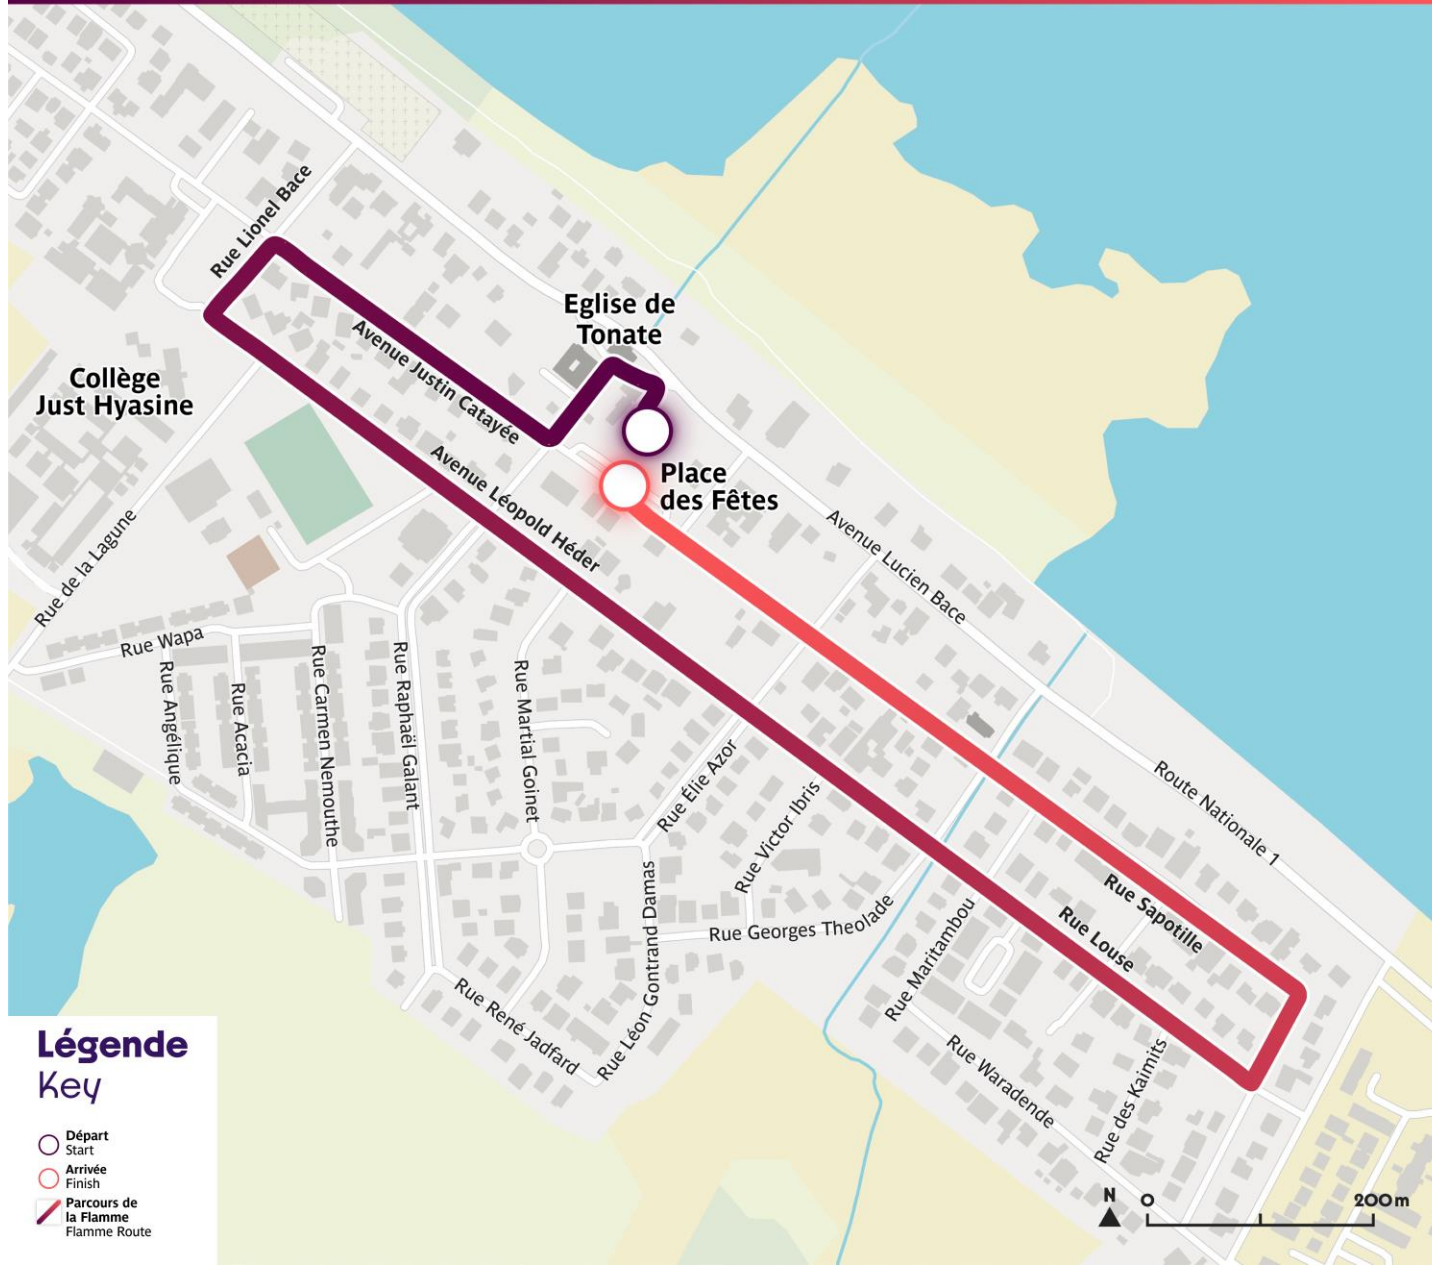 Rue Lionel Bace
Eglise de
Tonate
Avenue Justin Catayée
Collège
Just Hyasine
Avenue Léopold Héder
Place
des Fêtes
Avenue Lucien Bace
Rue de la Lagune
Rue Wapa
Rue Angélique
Rue Acacia
Rue Carmen Nemouthe
Rue Raphaël Galant
Rue Martial Goinet
Rue Élie Azor
Rue Victor Ibris
Route Nationale 1
Rue Sapotille
Rue Louse
Rue Georges Theolade
Rue Maritambou
Rue Léon Gontrand Damas
Rue René Jadfard
Rue Waradende
Rue des Kaimits
Légende
Key
Départ
Start
Arrivée
Finish
Parcours de
la Flamme
Flamme Route
N
0
200m